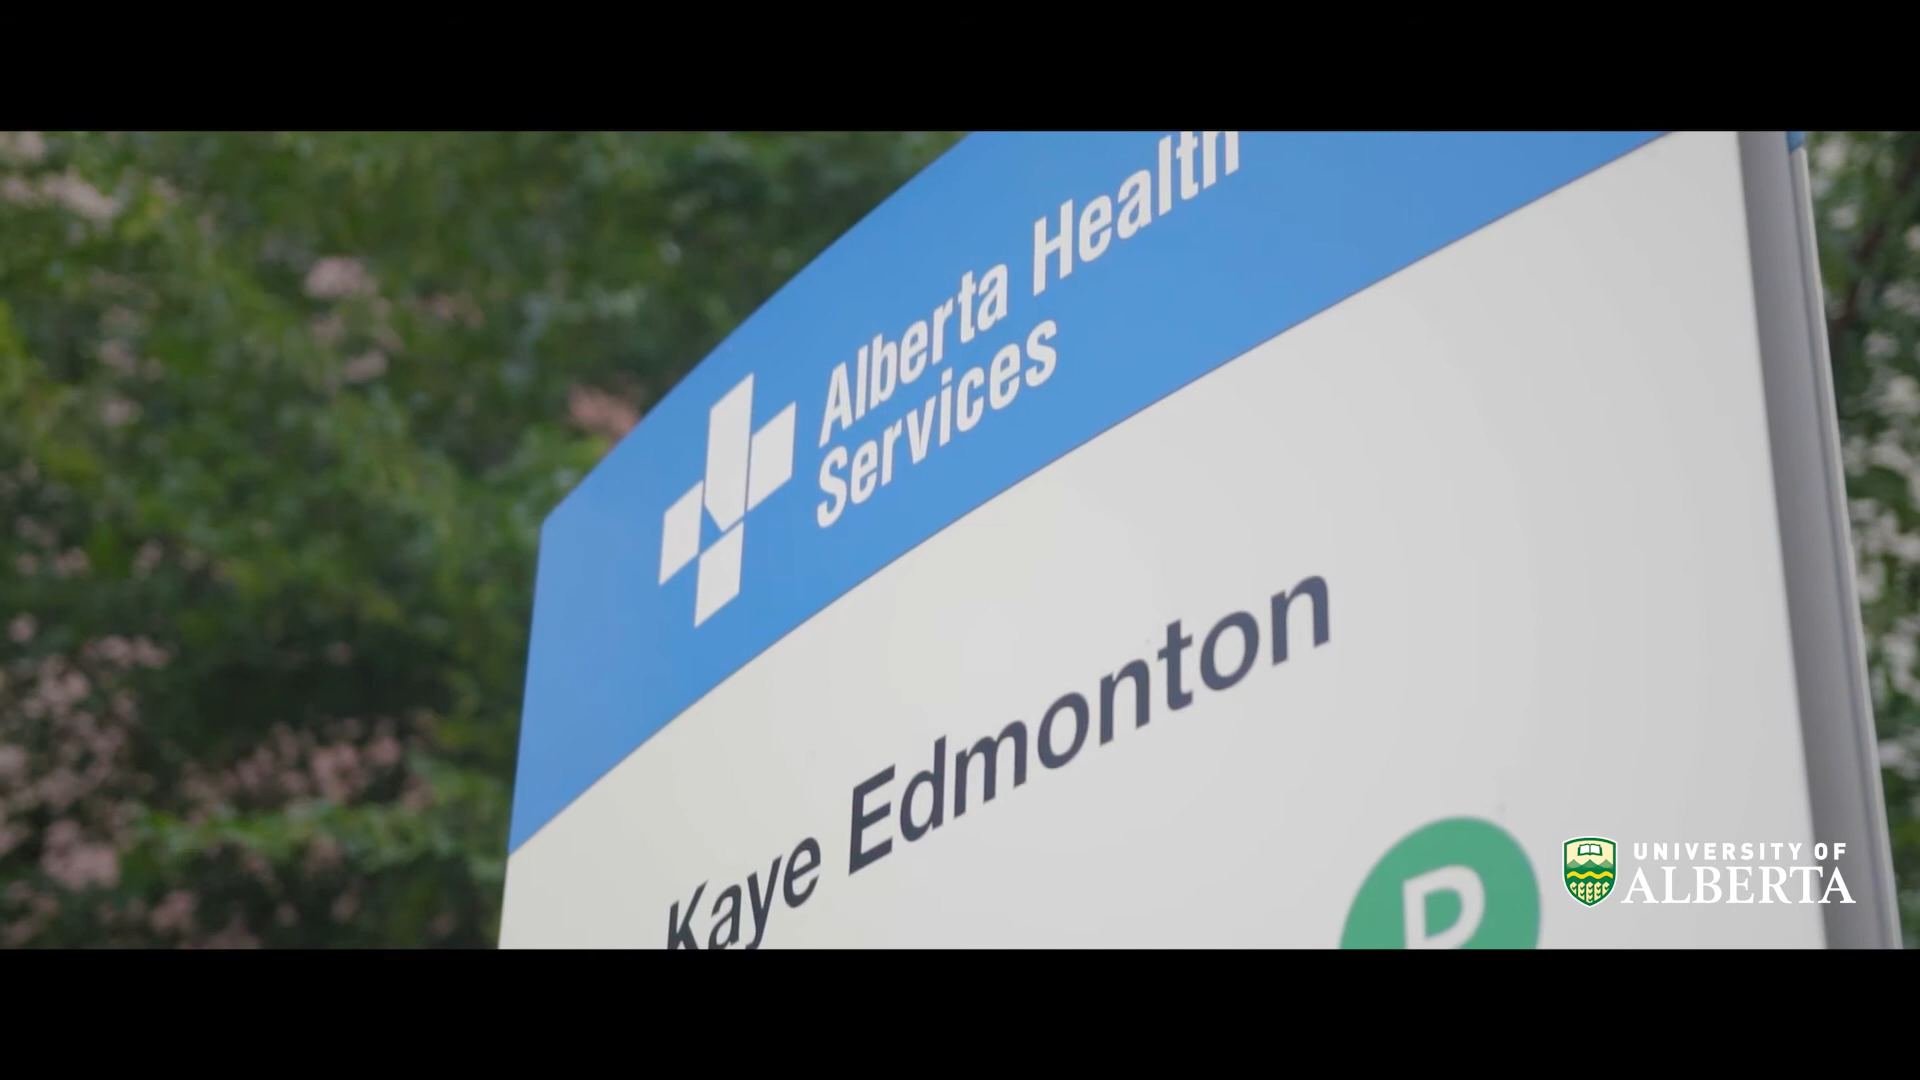 Alberta Health
Services
Kaye Edmonton
P
UNIVERSITY OF
ALBERTA